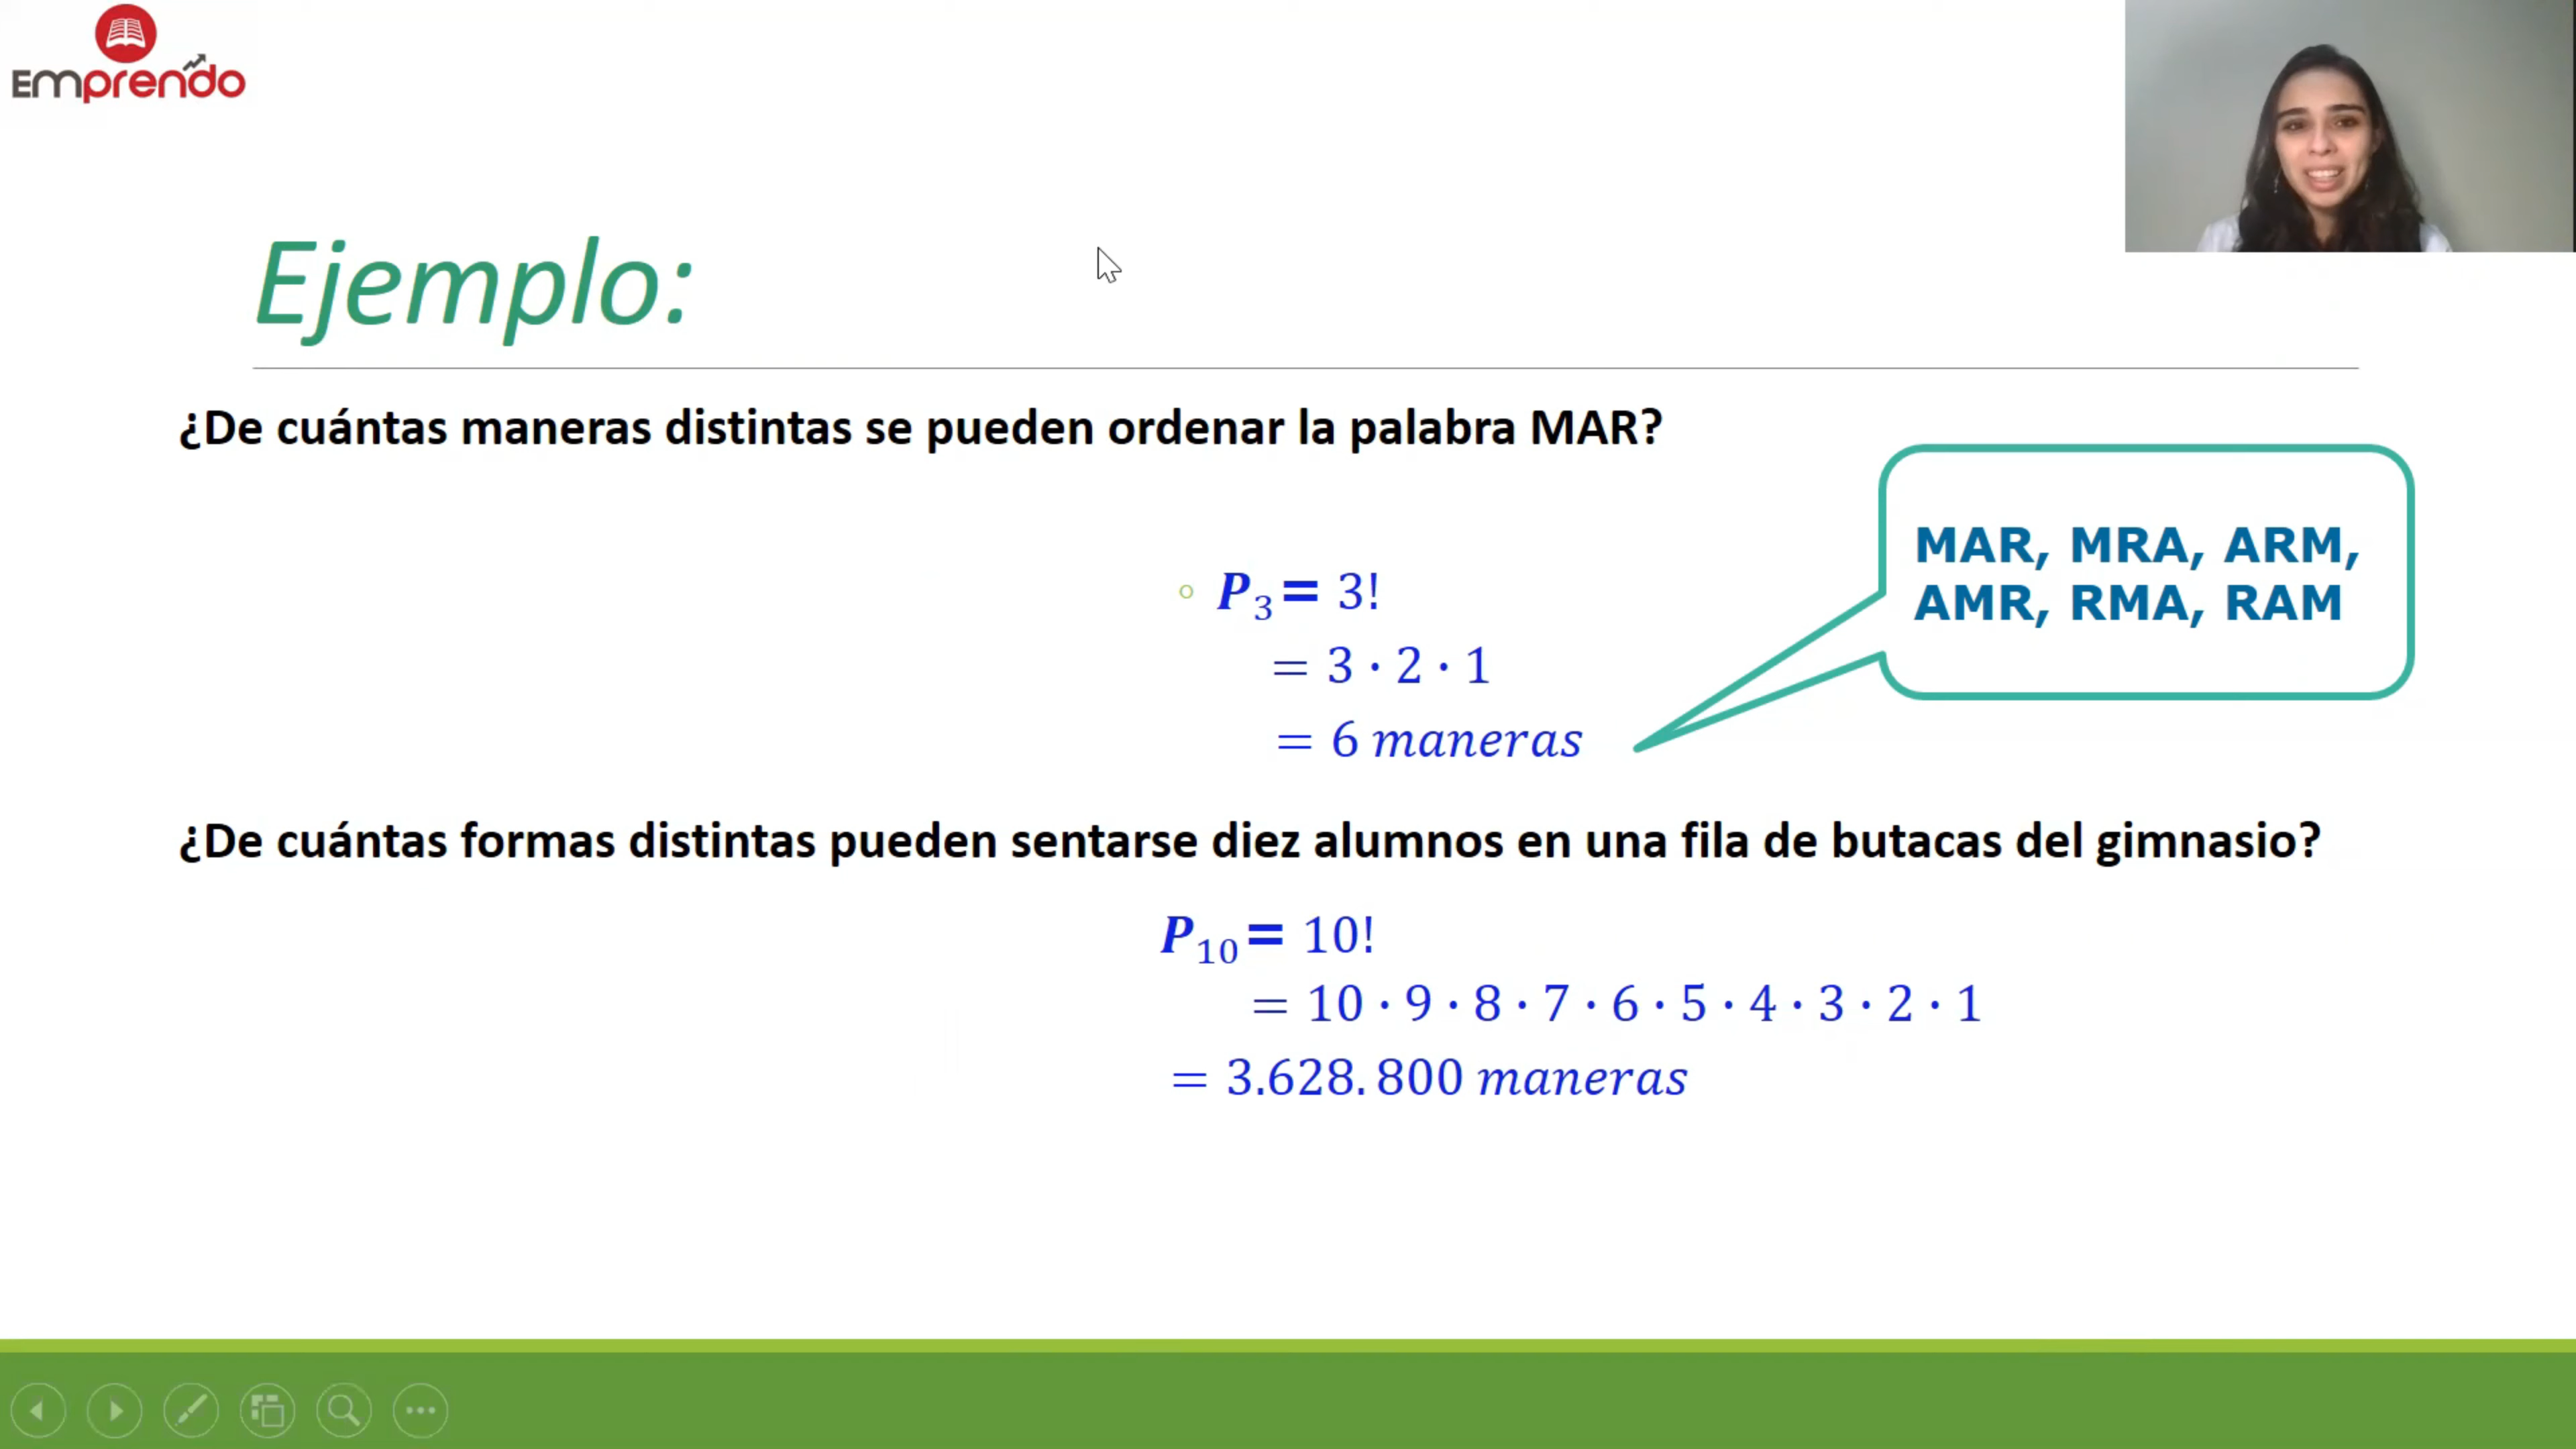 Emprendo
Ejemplo:
¿De cuántas maneras distintas se pueden ordenar la palabra MAR?
MAR, MRA, ARM,
AMR, RMA, RAM
P₃ = 3!
= 3 · 2 · 1
= 6 maneras
¿De cuántas formas distintas pueden sentarse diez alumnos en una fila de butacas del gimnasio?
P₁₀ = 10!
= 10 · 9 · 8 · 7 · 6 · 5 · 4 · 3 · 2 · 1
= 3.628.800 maneras